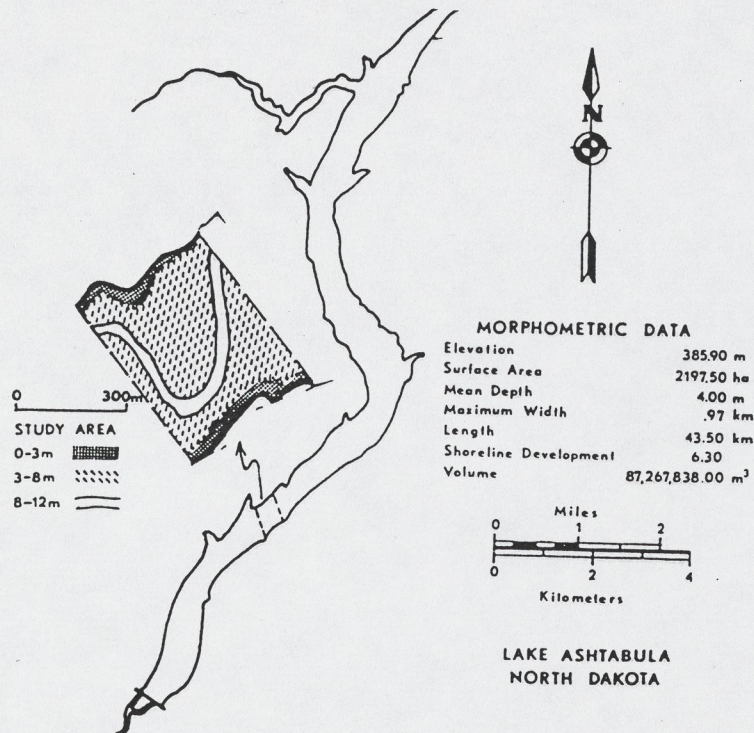 N
MORPHOMETRIC DATA
Elevation 385.90 m
Surface Area 2197.50 ha
Mean Depth 4.00 m
Maximum Width .97 km
Length 43.50 km
Shoreline Development 6.30
Volume 87,267,838.00 m³
0 300m
STUDY AREA
0-3m
3-8m
8-12m
Miles
0 1 2
0 2 4
Kilometers
LAKE ASHTABULA
NORTH DAKOTA